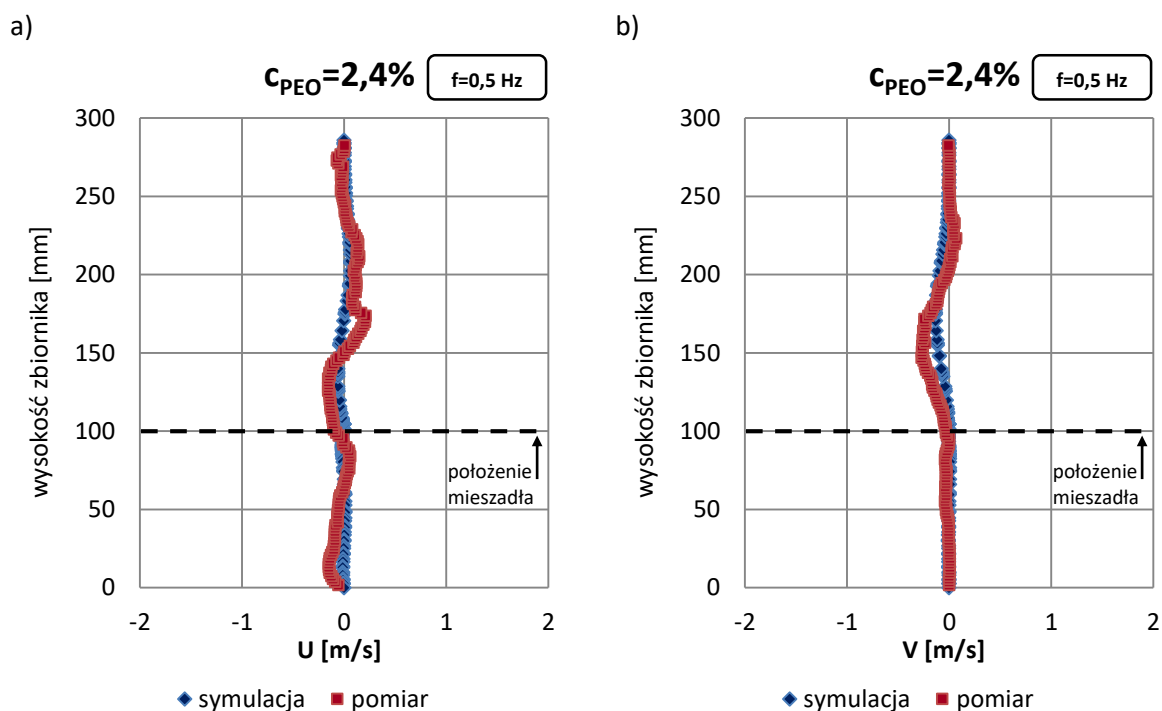 a)
c_PEO=2,4%
f=0,5 Hz
wysokość zbiornika [mm]
300
250
200
150
100
50
0
położenie
mieszadła
-2 -1 0 1 2
U [m/s]
symulacja pomiar
b)
c_PEO=2,4%
f=0,5 Hz
wysokość zbiornika [mm]
300
250
200
150
100
50
0
położenie
mieszadła
-2 -1 0 1 2
V [m/s]
symulacja pomiar